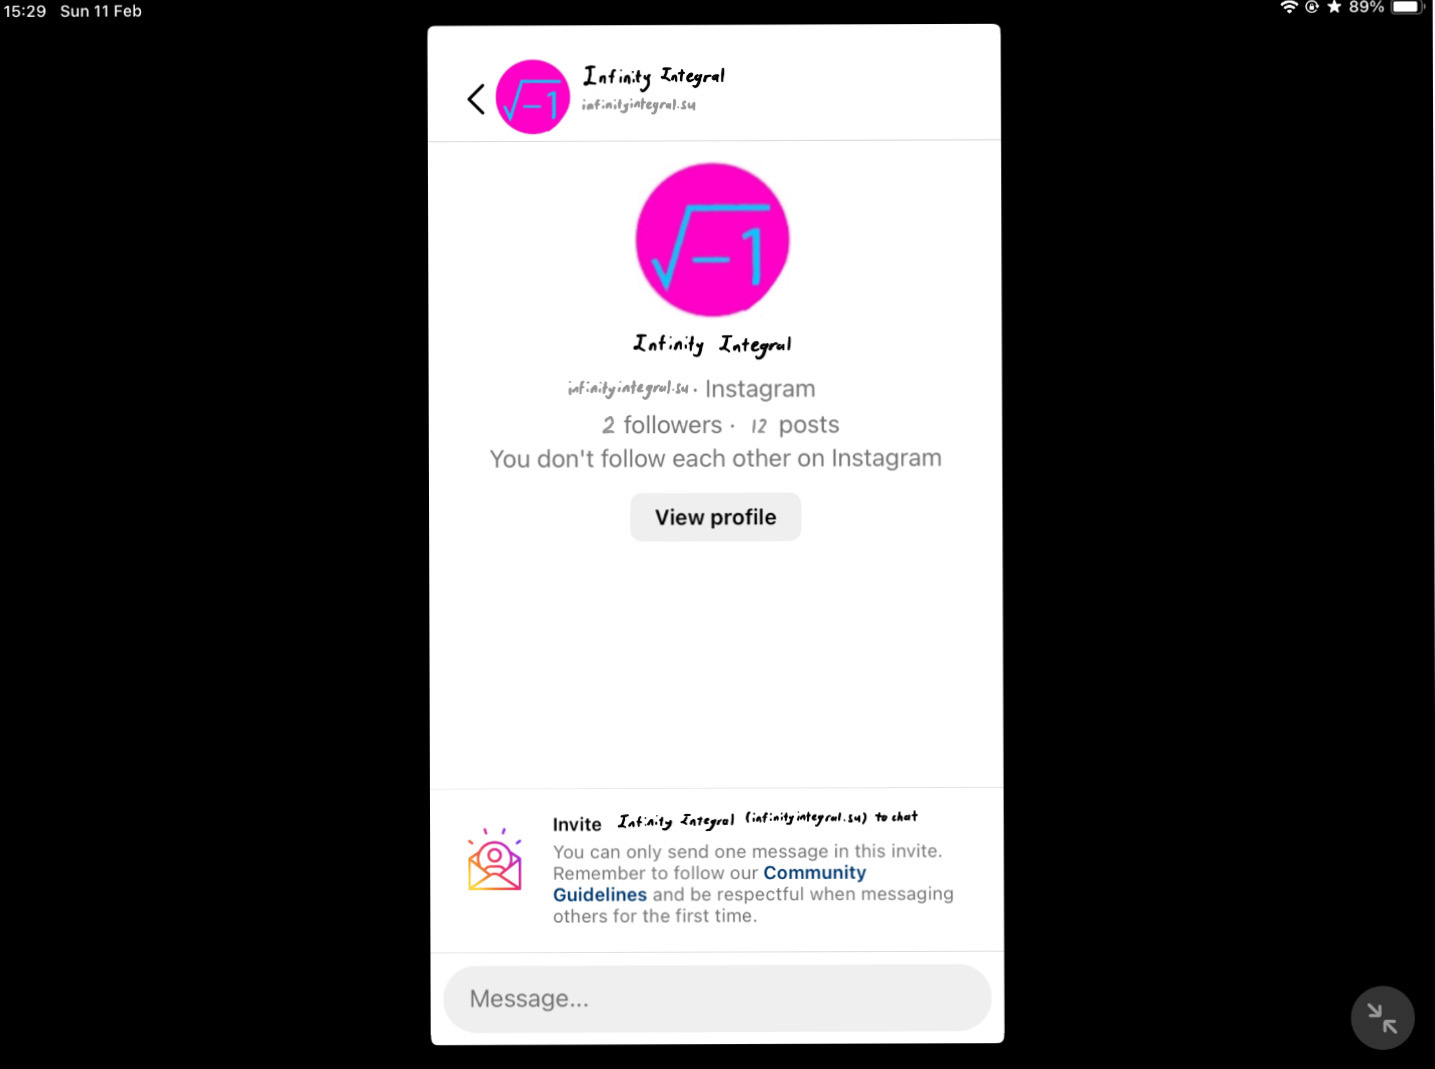 15:29 Sun 11 Feb 89%
√-1 Infinity Integral
infinityintegral.su
√-1
Infinity Integral
infinityintegral.su · Instagram
2 followers · 12 posts
You don't follow each other on Instagram
View profile
Invite Infinity Integral (infinityintegral.su) to chat
You can only send one message in this invite.
Remember to follow our Community
Guidelines and be respectful when messaging
others for the first time.
Message...